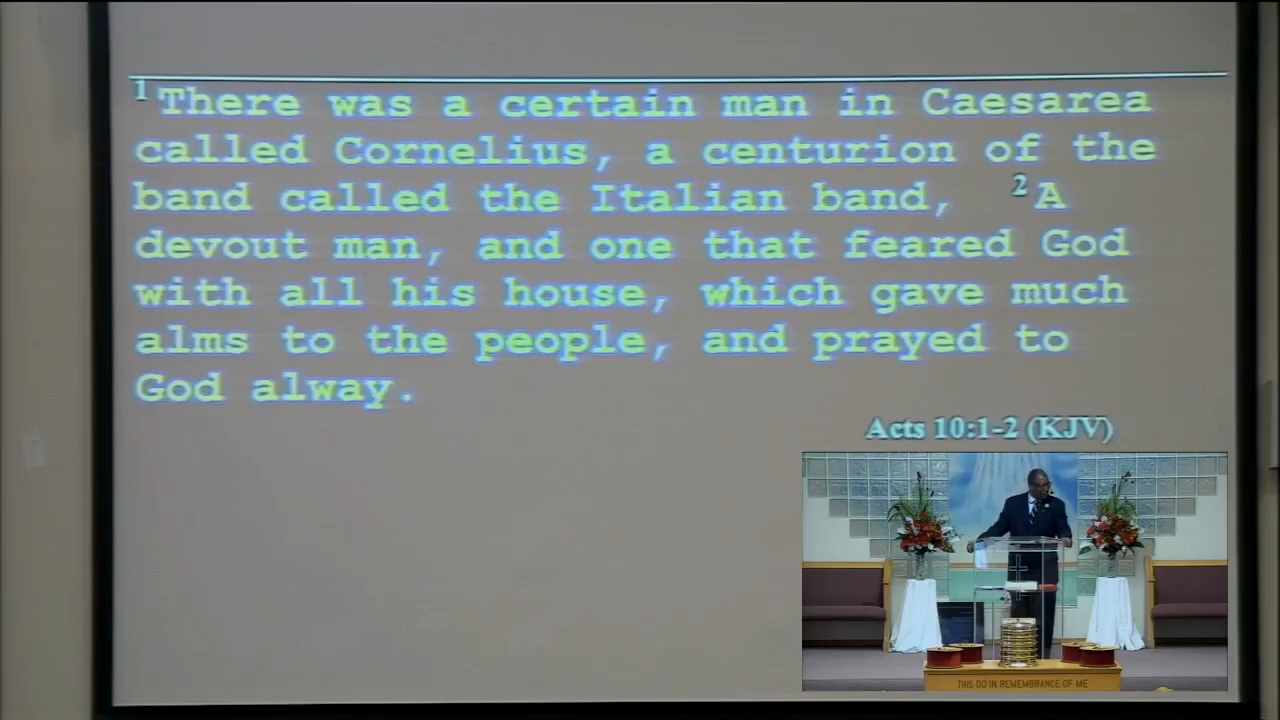 1 There was a certain man in Caesarea
called Cornelius, a centurion of the
band called the Italian band, 2 A
devout man, and one that feared God
with all his house, which gave much
alms to the people, and prayed to
God alway.
Acts 10:1-2 (KJV)
THIS DO IN REMEMBRANCE OF ME